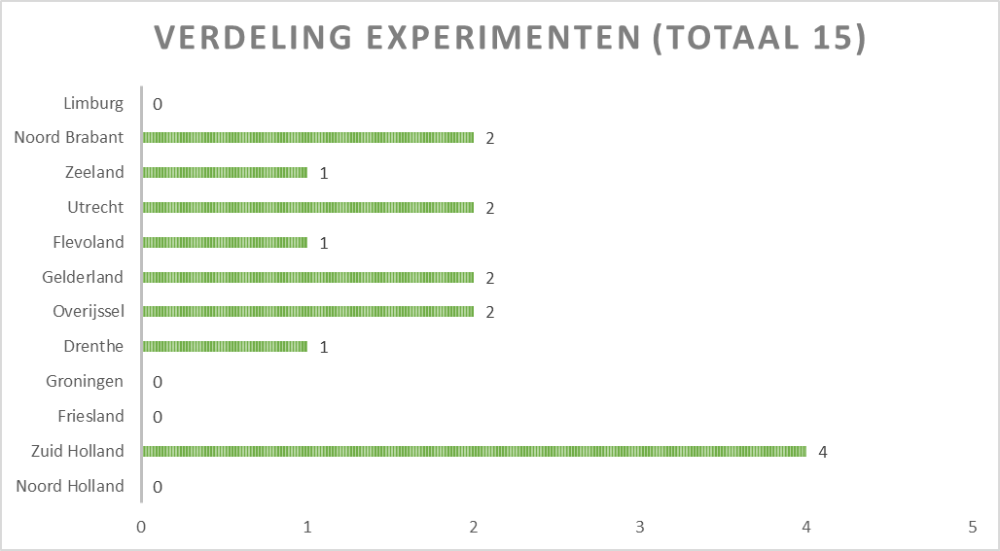 VERDELING EXPERIMENTEN (TOTAAL 15)
Limburg 0
Noord Brabant 2
Zeeland 1
Utrecht 2
Flevoland 1
Gelderland 2
Overijssel 2
Drenthe 1
Groningen 0
Friesland 0
Zuid Holland 4
Noord Holland 0
0 1 2 3 4 5